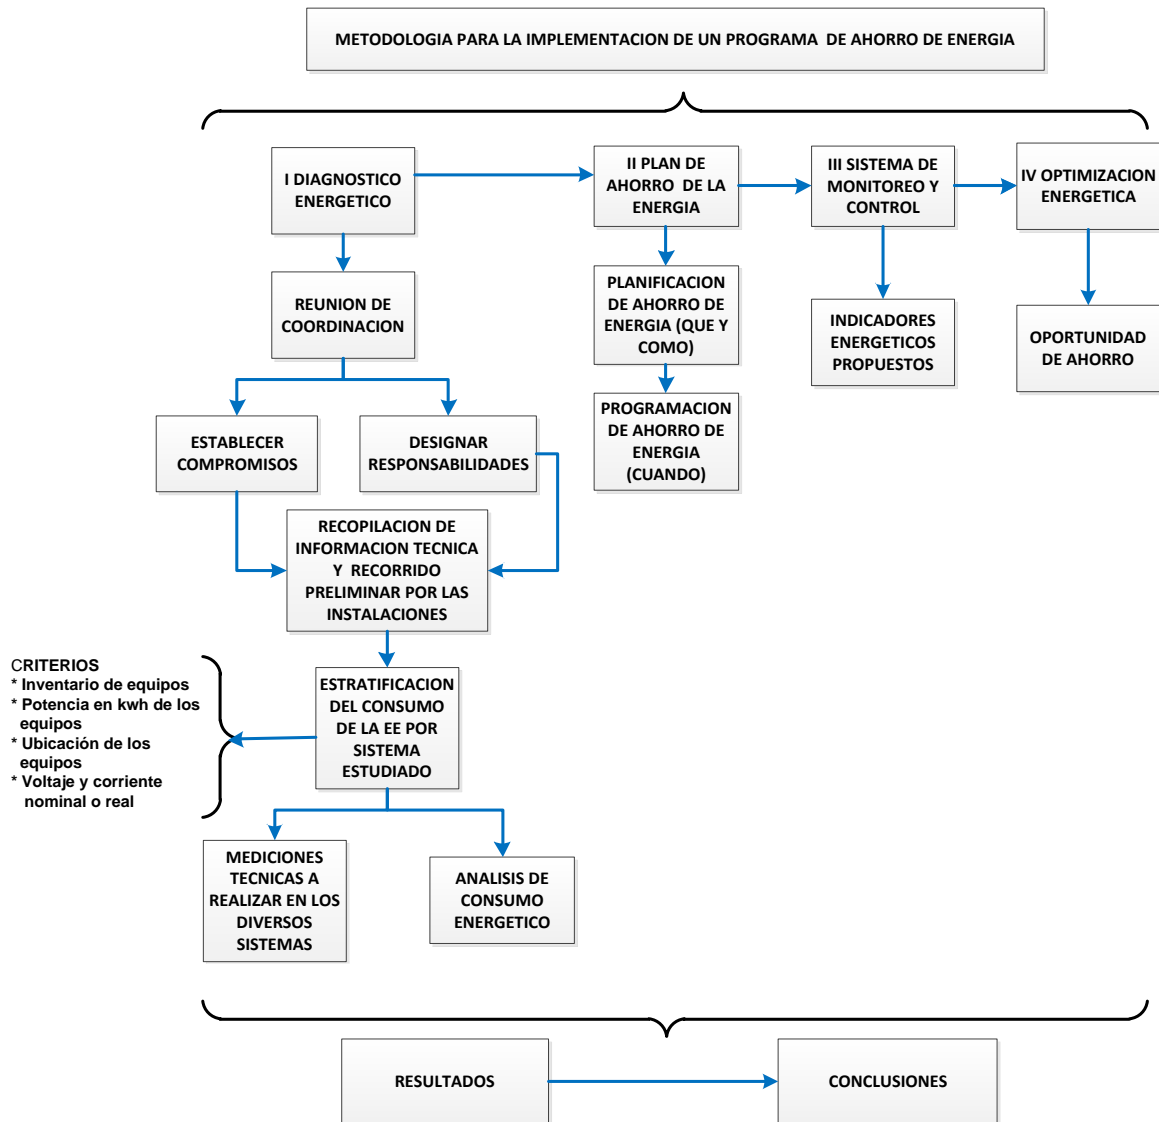 METODOLOGIA PARA LA IMPLEMENTACION DE UN PROGRAMA DE AHORRO DE ENERGIA
I DIAGNOSTICO
ENERGETICO
II PLAN DE
AHORRO DE LA
ENERGIA
III SISTEMA DE
MONITOREO Y
CONTROL
IV OPTIMIZACION
ENERGETICA
REUNION DE
COORDINACION
PLANIFICACION
DE AHORRO DE
ENERGIA (QUE Y
COMO)
INDICADORES
ENERGETICOS
PROPUESTOS
OPORTUNIDAD
DE AHORRO
ESTABLECER
COMPROMISOS
DESIGNAR
RESPONSABILIDADES
PROGRAMACION
DE AHORRO DE
ENERGIA
(CUANDO)
RECOPILACION DE
INFORMACION TECNICA
Y RECORRIDO
PRELIMINAR POR LAS
INSTALACIONES
CRITERIOS
* Inventario de equipos
* Potencia en kwh de los
equipos
* Ubicación de los
equipos
* Voltaje y corriente
nominal o real
ESTRATIFICACION
DEL CONSUMO
DE LA EE POR
SISTEMA
ESTUDIADO
MEDICIONES
TECNICAS A
REALIZAR EN LOS
DIVERSOS
SISTEMAS
ANALISIS DE
CONSUMO
ENERGETICO
RESULTADOS
CONCLUSIONES